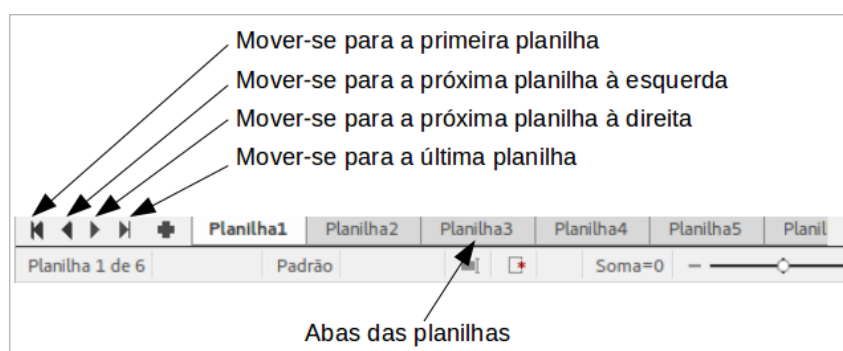 Mover-se para a primeira planilha
Mover-se para a próxima planilha à esquerda
Mover-se para a próxima planilha à direita
Mover-se para a última planilha
Planilha1 Planilha2 Planilha3 Planilha4 Planilha5 Planil
Planilha 1 de 6 Padrão Soma=0
Abas das planilhas